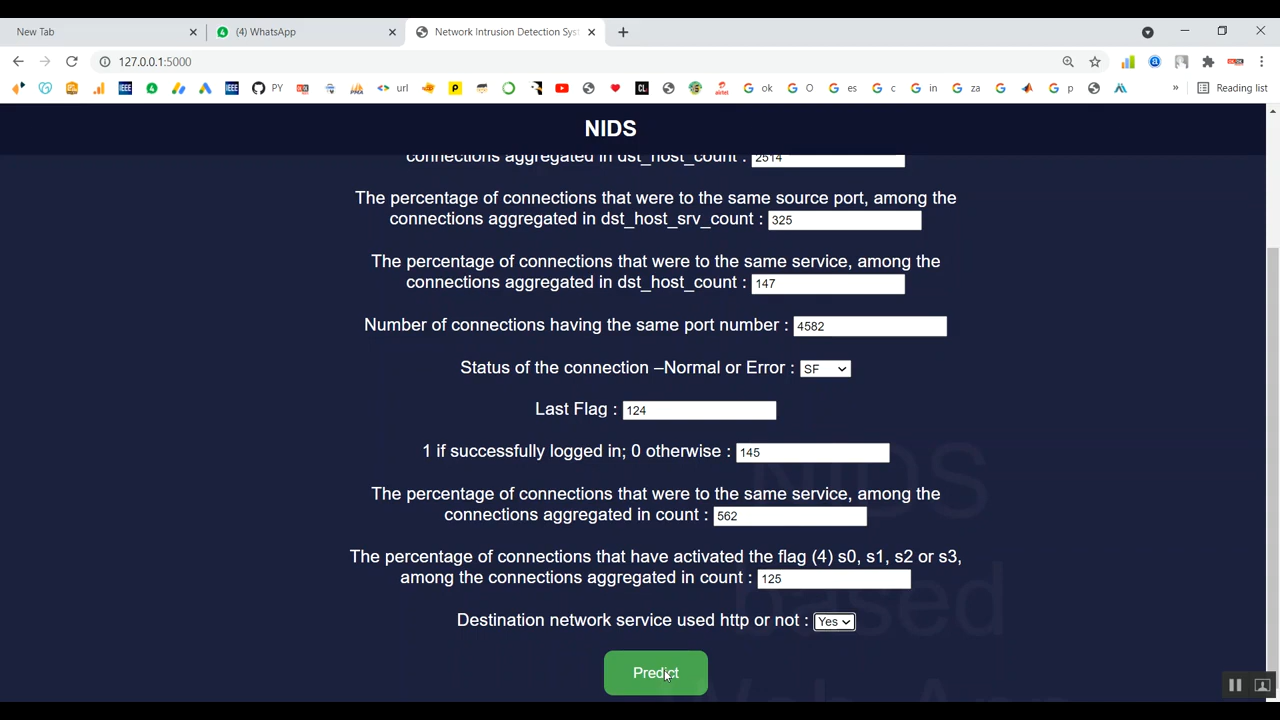 New Tab
(4) WhatsApp
Network Intrusion Detection Sys
127.0.0.1:5000
PY
url
ok
O
es
c
in
za
p
»
Reading list
NIDS
connections aggregated in dst_host_count : 2514
The percentage of connections that were to the same source port, among the
connections aggregated in dst_host_srv_count : 325
The percentage of connections that were to the same service, among the
connections aggregated in dst_host_count : 147
Number of connections having the same port number : 4582
Status of the connection –Normal or Error : SF
Last Flag : 124
1 if successfully logged in; 0 otherwise : 145
The percentage of connections that were to the same service, among the
connections aggregated in count : 562
The percentage of connections that have activated the flag (4) s0, s1, s2 or s3,
among the connections aggregated in count : 125
Destination network service used http or not : Yes
Predict
NIDS
based
Web App